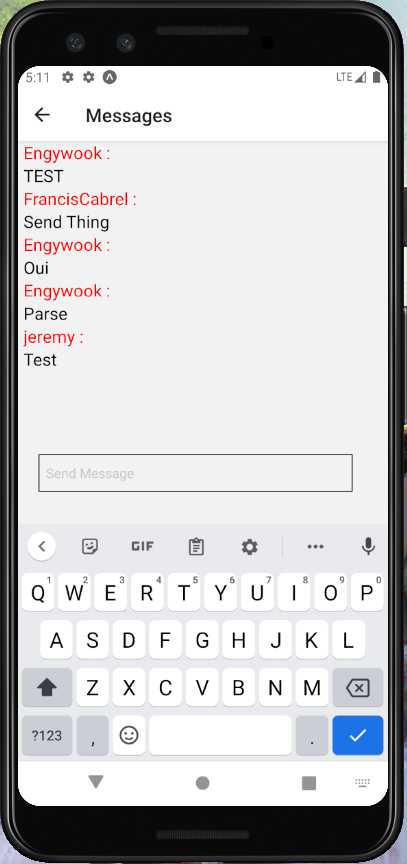 5:11 LTE
Messages
Engywook :
TEST
FrancisCabrel :
Send Thing
Engywook :
Oui
Engywook :
Parse
jeremy :
Test
Send Message
GIF
1 2 3 4 5 6 7 8 9 0
Q W E R T Y U I O P
A S D F G H J K L
Z X C V B N M
?123 , .